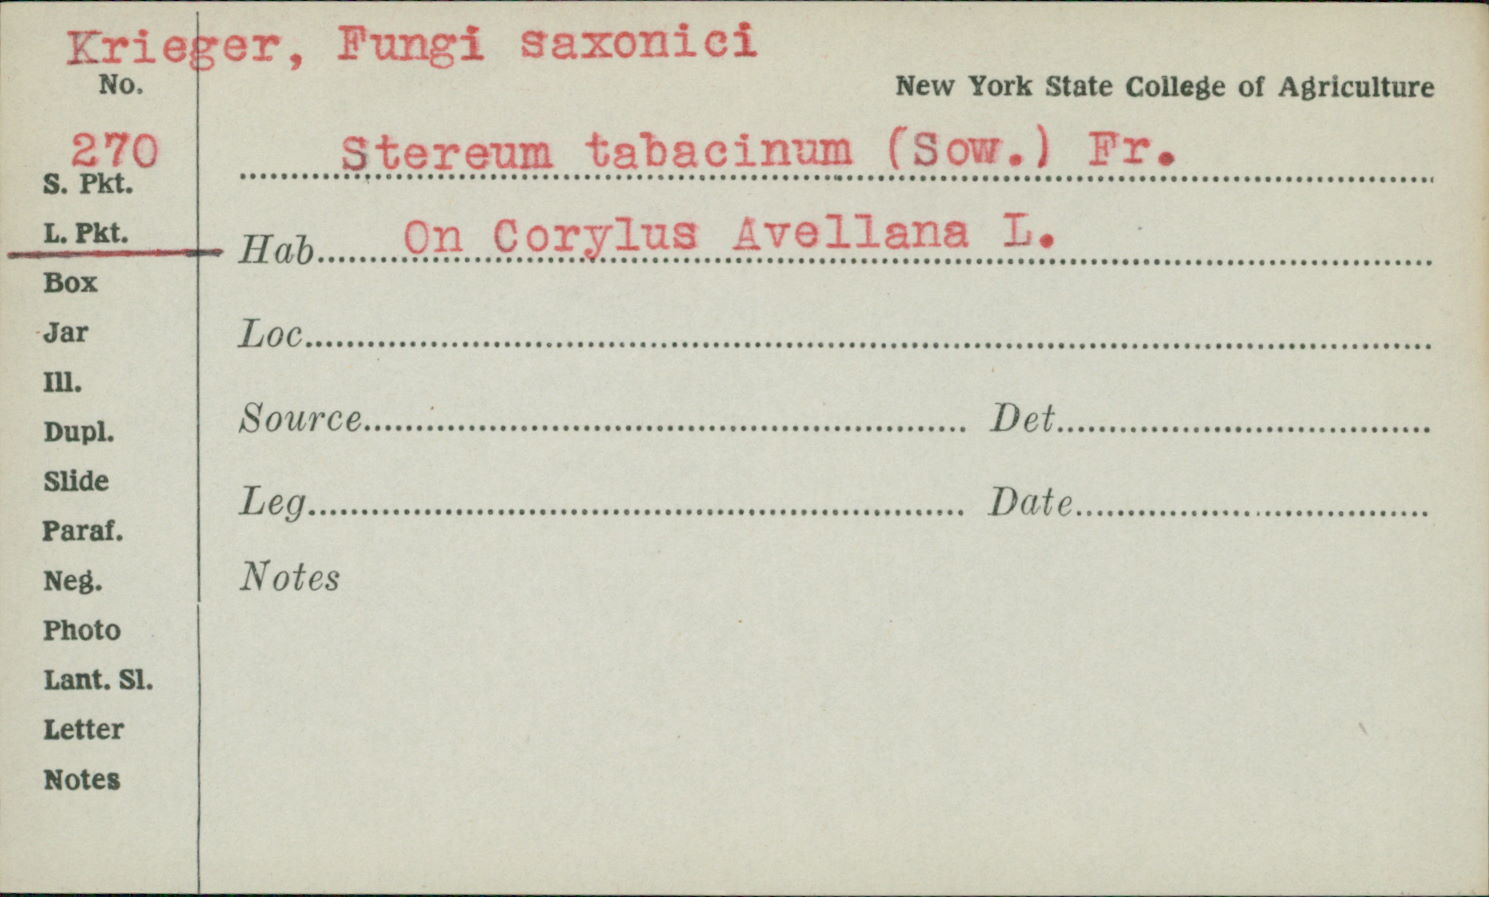 Krieger, Fungi saxonici
No.
New York State College of Agriculture
270
Stereum tabacinum (Sow.) Fr.
S. Pkt.
L. Pkt.
Hab. On Corylus Avellana L.
Box
Jar
Loc.
Ill.
Dupl.
Source Det.
Slide
Leg. Date
Paraf.
Neg.
Notes
Photo
Lant. Sl.
Letter
Notes